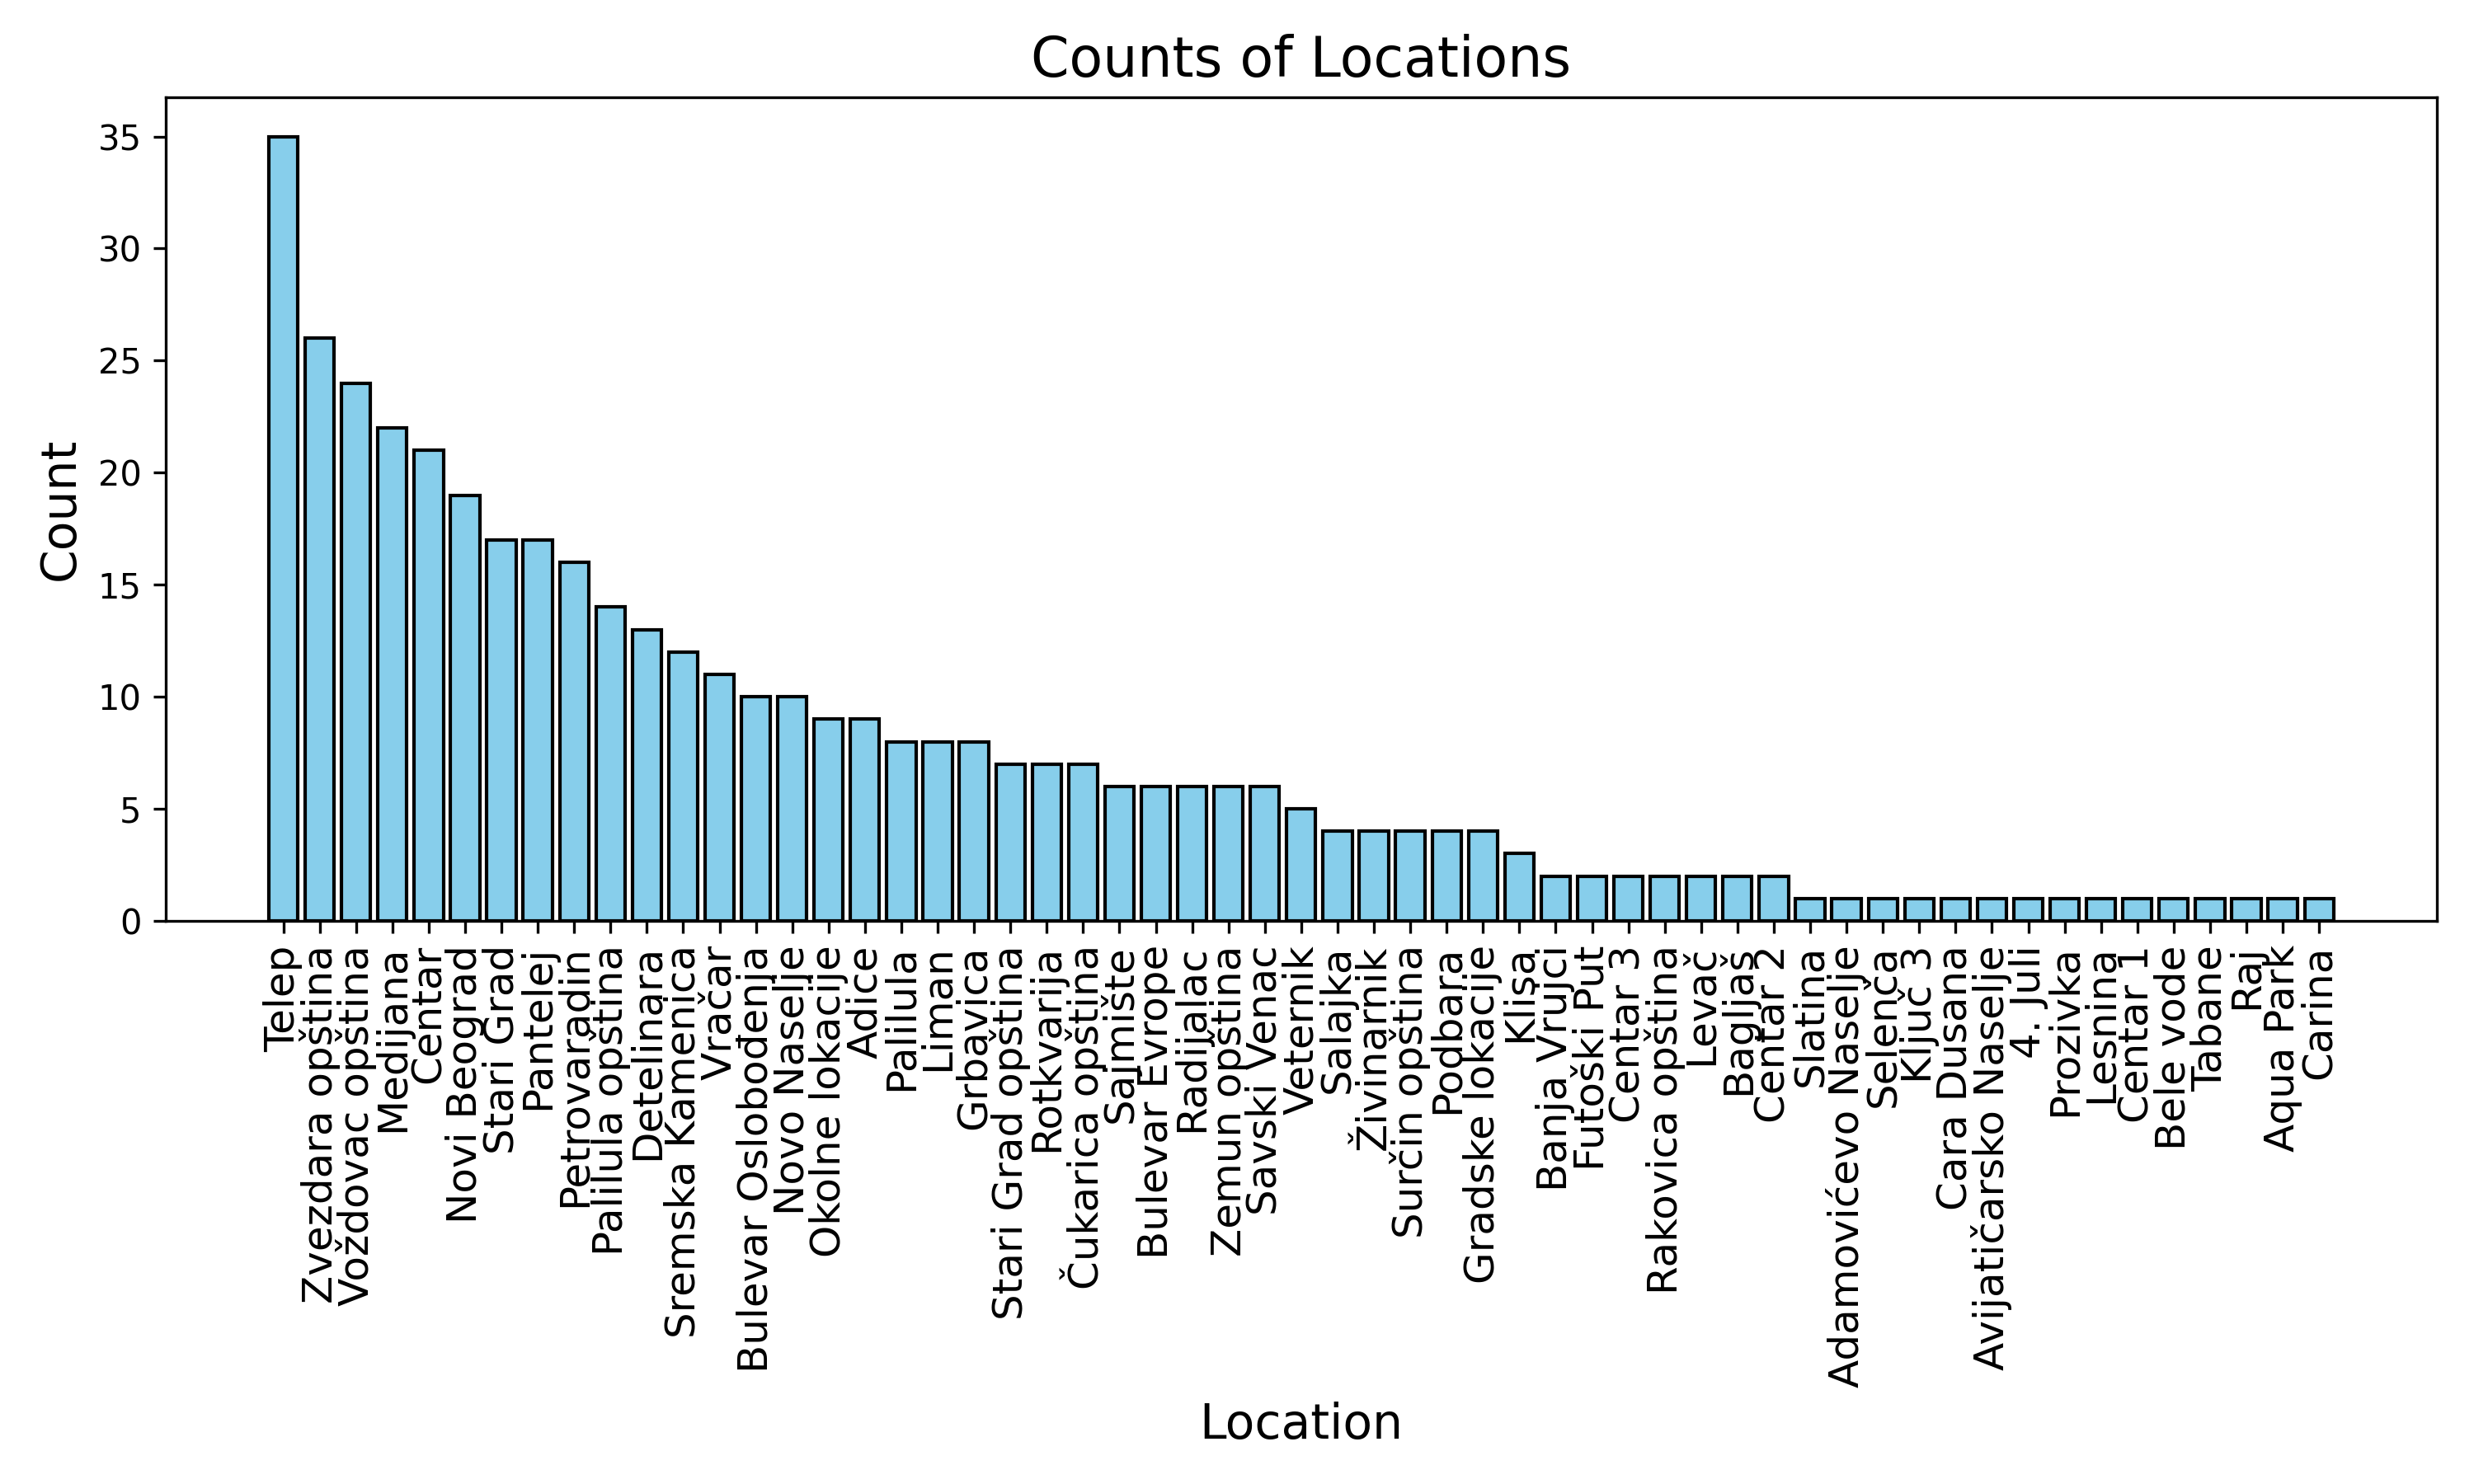 Counts of Locations
Count
35
30
25
20
15
10
5
0
Telep
Zvezdara opština
Voždovac opština
Medijana
Centar
Novi Beograd
Stari Grad
Pantelej
Petrovaradin
Palilula opština
Detelinara
Sremska Kamenica
Vračar
Bulevar Oslobođenja
Novo Naselje
Okolne lokacije
Adice
Palilula
Liman
Grbavica
Stari Grad opština
Rotkvarija
Čukarica opština
Sajmište
Bulevar Evrope
Radijalac
Zemun opština
Savski Venac
Veternik
Salajka
Živinarnik
Surčin opština
Podbara
Gradske lokacije
Klisa
Banja Vrujci
Futoški Put
Centar 3
Rakovica opština
Levač
Bagljaš
Centar 2
Slatina
Adamovićevo Naselje
Selenča
Ključ 3
Cara Dusana
Avijatičarsko Naselje
4. Juli
Prozivka
Lesnina
Centar 1
Bele vode
Tabane
Raj
Aqua Park
Carina
Location